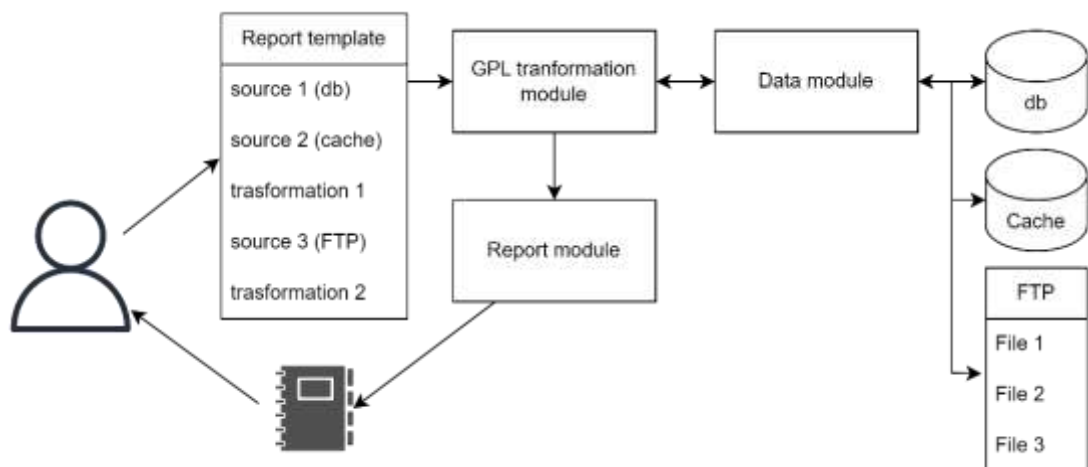 Report template
source 1 (db)
source 2 (cache)
trasformation 1
source 3 (FTP)
trasformation 2
GPL tranformation
module
Data module
Report module
db
Cache
FTP
File 1
File 2
File 3